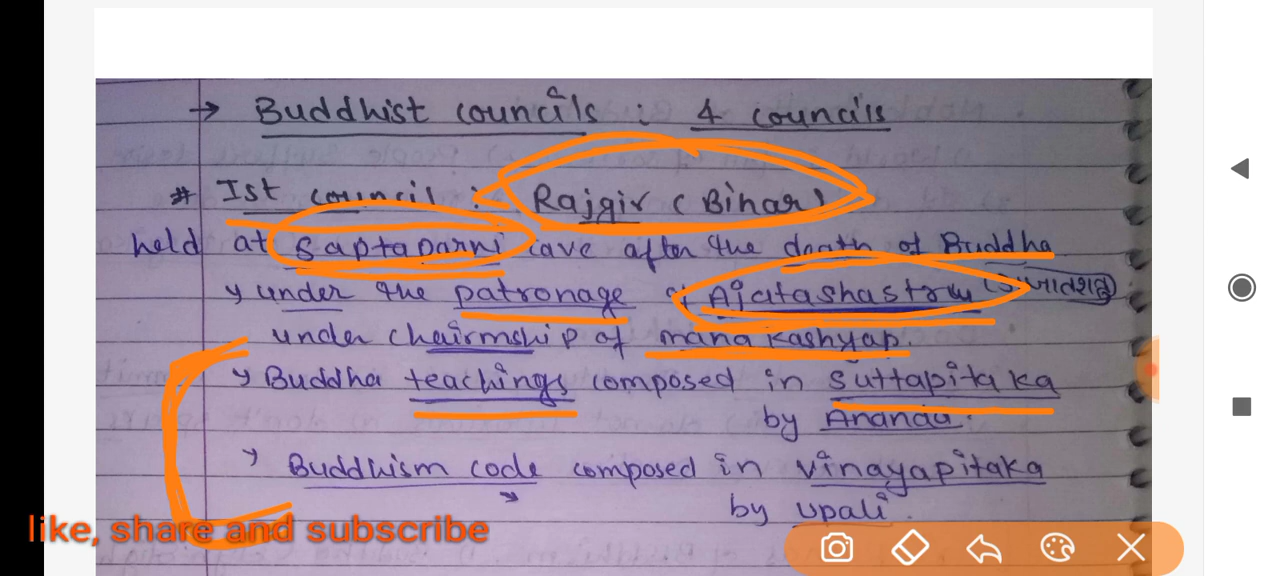 → Buddhist councils : 4 councils
* Ist council : Rajgir ( Bihar )
held at Saptaparni cave after the death of Buddha
under the patronage of Ajatashastru
under chairmship of maha kashyap.
Buddha teachings composed in Suttapitaka
by Ananda.
Buddhism code composed in vinayapitaka
by upali.
like, share and subscribe